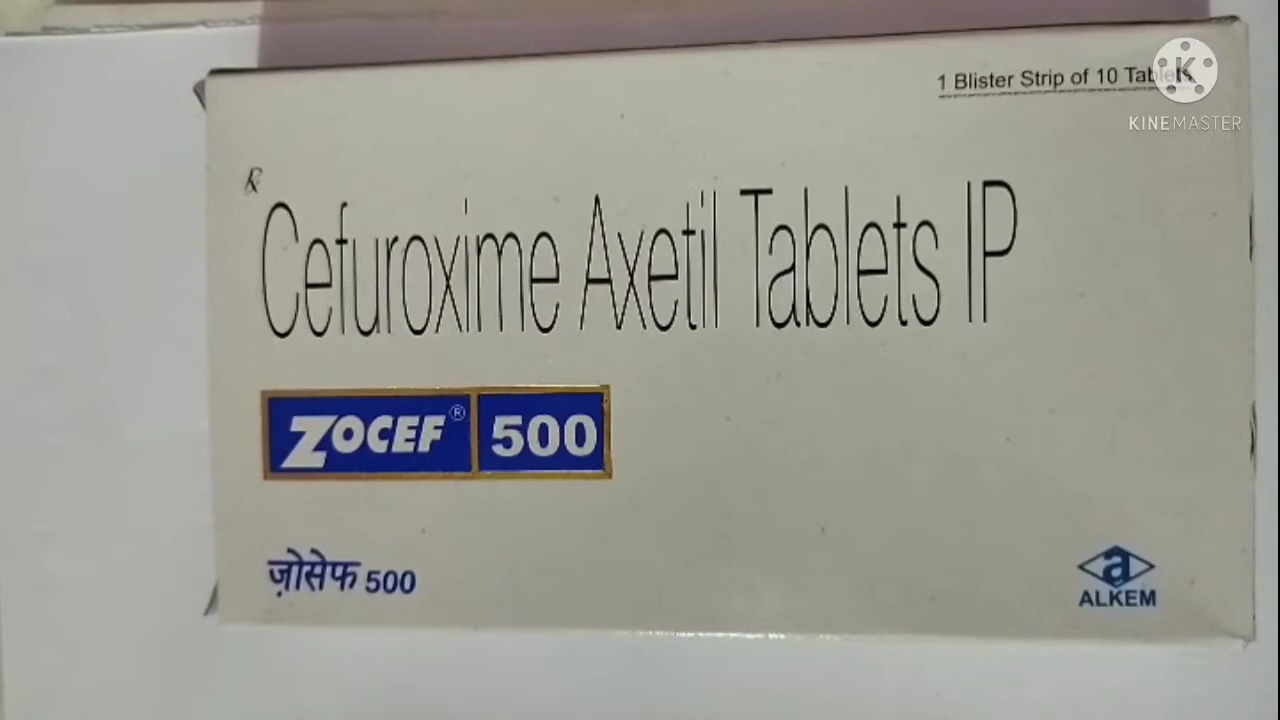 1 Blister Strip of 10 Tablets
KINEMASTER
℞
Cefuroxime Axetil Tablets IP
ZOCEF® 500
ज़ोसेफ 500
a
ALKEM